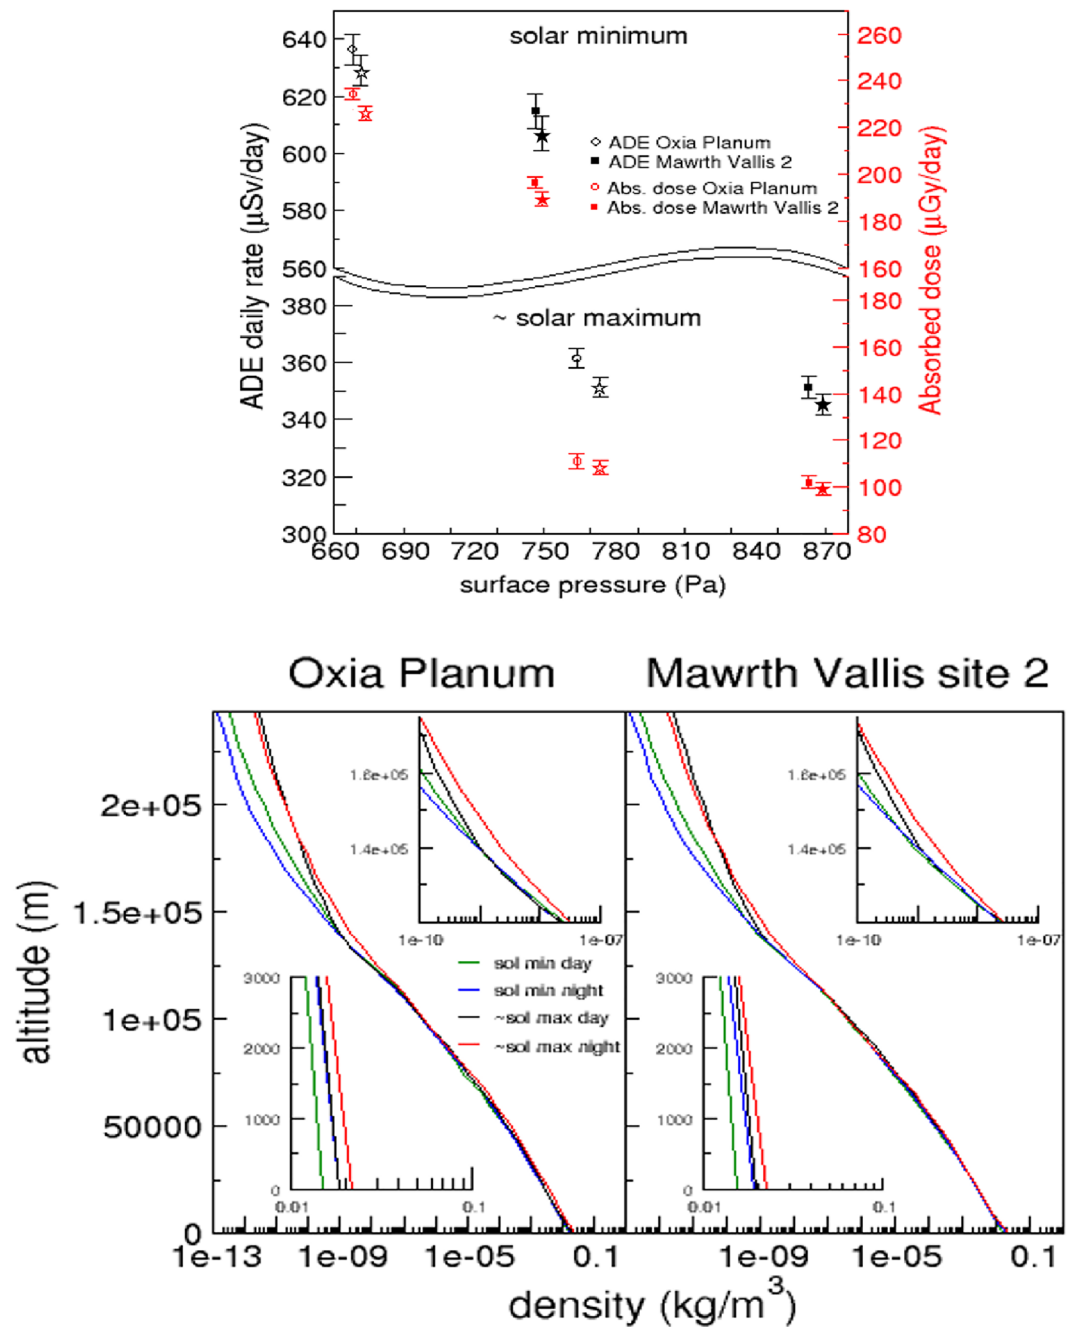 solar minimum
640
620
600
580
560
ADE daily rate (μSv/day)
260
240
220
200
180
160
Absorbed dose (μGy/day)
ADE Oxia Planum
ADE Mawrth Vallis 2
Abs. dose Oxia Planum
Abs. dose Mawrth Vallis 2
~ solar maximum
380
360
340
320
300
180
160
140
120
100
80
660 690 720 750 780 810 840 870
surface pressure (Pa)
Oxia Planum Mawrth Vallis site 2
altitude (m)
2e+05
1.5e+05
1e+05
50000
0
1.8e+05
1.4e+05
1e-10 1e-07
sol min day
sol min night
~sol max day
~sol max night
3000
2000
1000
0
0.01 0.1
1.8e+05
1.4e+05
1e-10 1e-07
3000
2000
1000
0
0.01 0.1
1e-13 1e-09 1e-05 0.1 1e-09 1e-05 0.1
density (kg/m³)